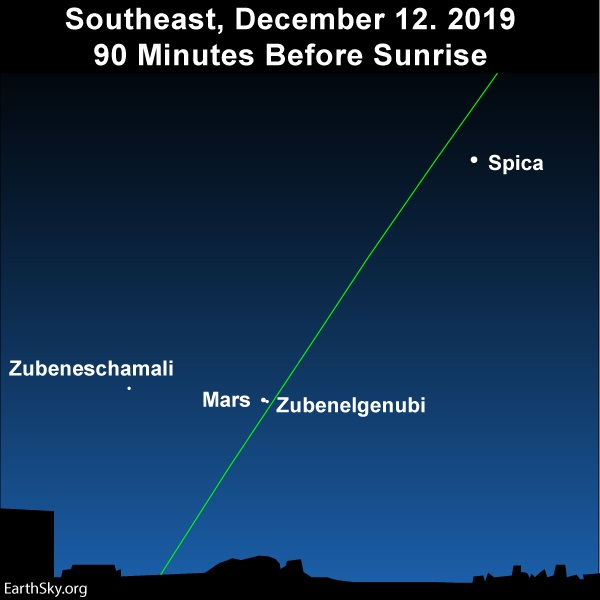 Southeast, December 12. 2019
90 Minutes Before Sunrise
Spica
Zubeneschamali
Mars
Zubenelgenubi
EarthSky.org